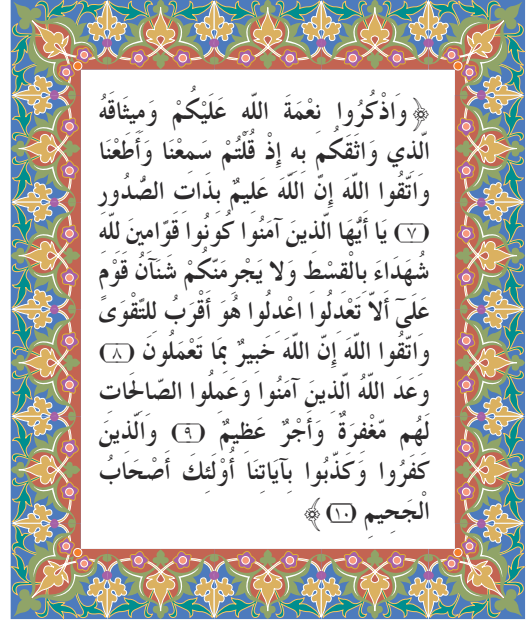 ﴿ وَاذْكُرُوا نِعْمَةَ اللّهِ عَلَيْكُمْ وَمِيثَاقَهُ
الَّذِي وَاثَقَكُم بِهِ إِذْ قُلْتُمْ سَمِعْنَا وَأَطَعْنَا
وَاتَّقُوا اللّهَ إِنَّ اللّهَ عَلِيمٌ بِذَاتِ الصُّدُورِ
(٧) يَا أَيُّهَا الَّذِينَ آمَنُوا كُونُوا قَوَّامِينَ لِلّهِ
شُهَدَاءَ بِالْقِسْطِ وَلا يَجْرِمَنَّكُمْ شَنَآنُ قَوْمٍ
عَلَىٓ أَلاَّ تَعْدِلُوا اعْدِلُوا هُوَ أَقْرَبُ لِلتَّقْوَىٰ
وَاتَّقُوا اللّهَ إِنَّ اللّهَ خَبِيرٌ بِمَا تَعْمَلُونَ (٨)
وَعَدَ اللّهُ الَّذِينَ آمَنُوا وَعَمِلُوا الصَّالِحَاتِ
لَهُم مَّغْفِرَةٌ وَأَجْرٌ عَظِيمٌ (٩) وَالَّذِينَ
كَفَرُوا وَكَذَّبُوا بِآيَاتِنَا أُوْلَئِكَ أَصْحَابُ
الْجَحِيمِ (١٠) ﴾